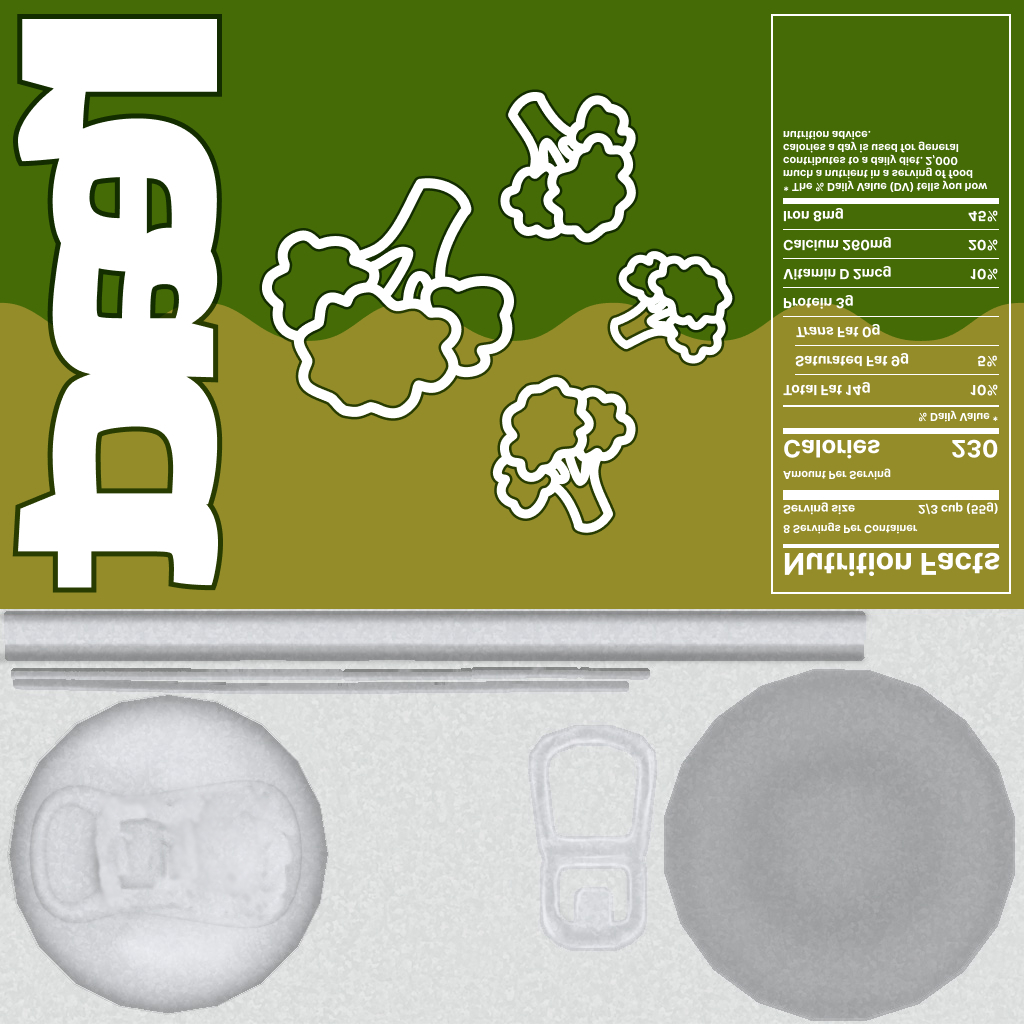 react
Nutrition Facts
8 Servings Per Container
Serving size 2/3 cup (55g)
Amount Per Serving
Calories 230
% Daily Value *
Total Fat 14g 10%
Saturated Fat 9g 5%
Trans Fat 0g
Protein 3g
Vitamin D 2mcg 10%
Calcium 260mg 20%
Iron 8mg 45%
* The % Daily Value (DV) tells you how
much a nutrient in a serving of food
contributes to a daily diet. 2,000
calories a day is used for general
nutrition advice.